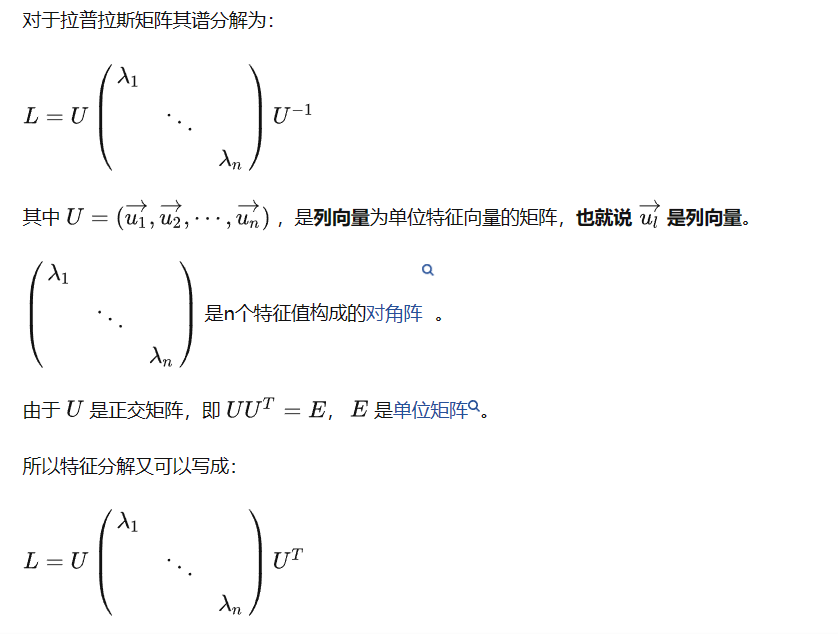 对于拉普拉斯矩阵其谱分解为：
$L = U \begin{pmatrix} \lambda_1 & & \\ & \ddots & \\ & & \lambda_n \end{pmatrix} U^{-1}$
其中 $U = (\overrightarrow{u_1}, \overrightarrow{u_2}, \cdots, \overrightarrow{u_n})$ ，是列向量为单位特征向量的矩阵，也就说 $\overrightarrow{u_l}$ 是列向量。
$\begin{pmatrix} \lambda_1 & & \\ & \ddots & \\ & & \lambda_n \end{pmatrix}$ 是n个特征值构成的对角阵 。
由于 $U$ 是正交矩阵，即 $UU^T = E$， $E$ 是单位矩阵。
所以特征分解又可以写成：
$L = U \begin{pmatrix} \lambda_1 & & \\ & \ddots & \\ & & \lambda_n \end{pmatrix} U^T$